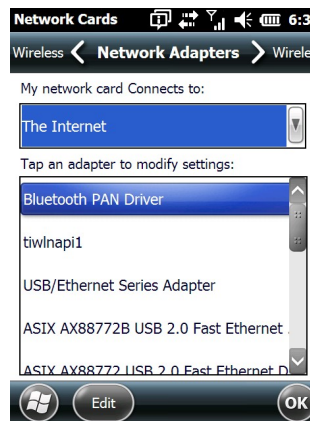 Network Cards 6:3
Wireless Network Adapters Wirele
My network card Connects to:
The Internet
Tap an adapter to modify settings:
Bluetooth PAN Driver
tiwlnapi1
USB/Ethernet Series Adapter
ASIX AX88772B USB 2.0 Fast Ethernet .
ASIX AX88772 USB 2.0 Fast Ethernet D
Edit OK